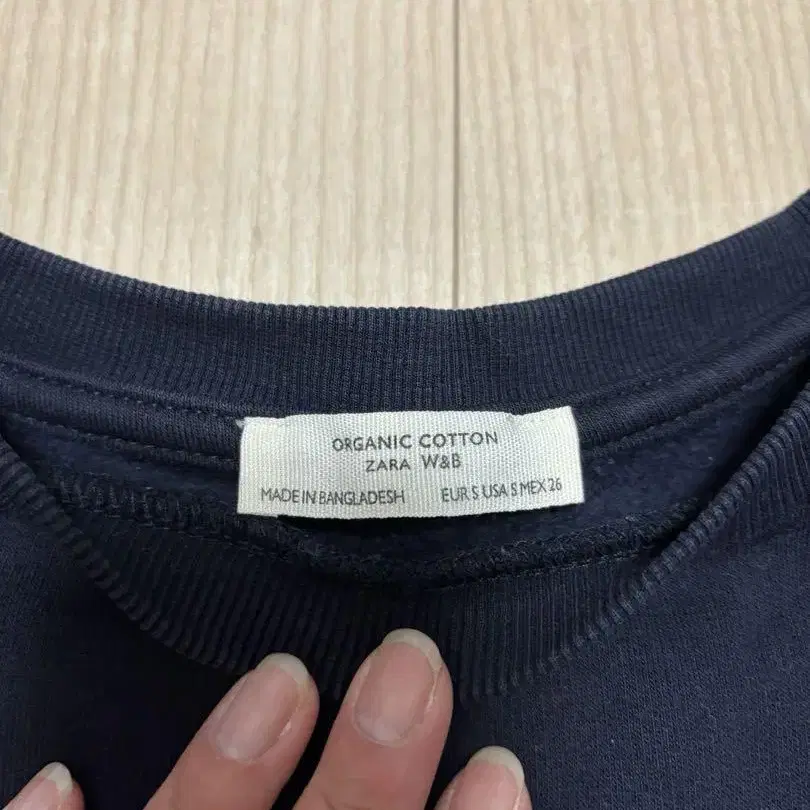 ORGANIC COTTON
ZARA W&B
MADE IN BANGLADESH EUR S USA S MEX 26